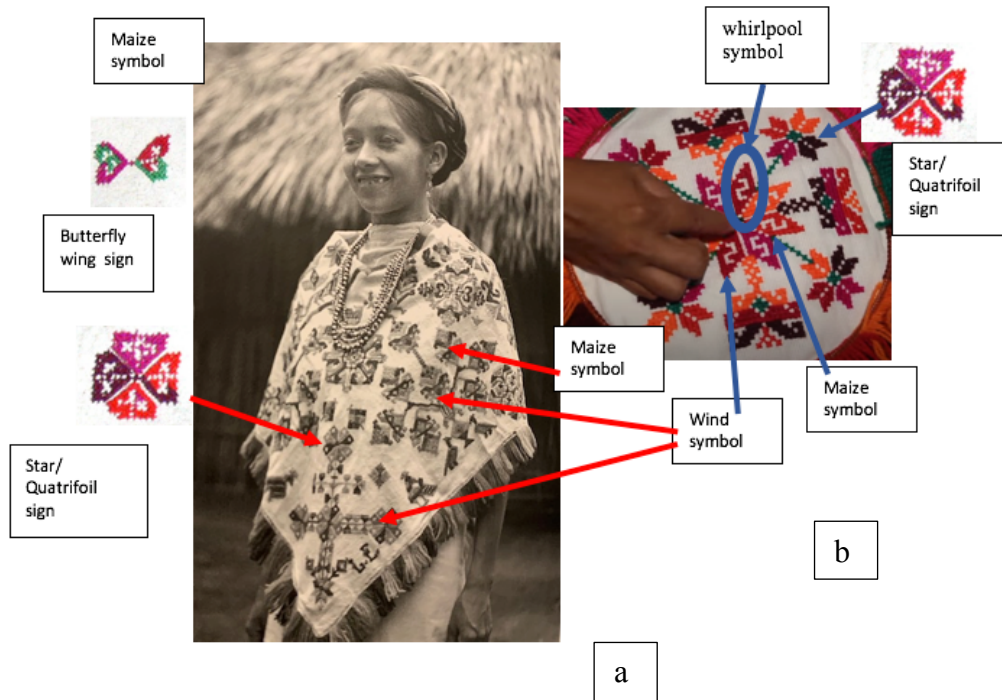 Maize
symbol
whirlpool
symbol
Butterfly
wing sign
Star/
Quatrifoil
sign
Star/
Quatrifoil
sign
Maize
symbol
Maize
symbol
Wind
symbol
b
a